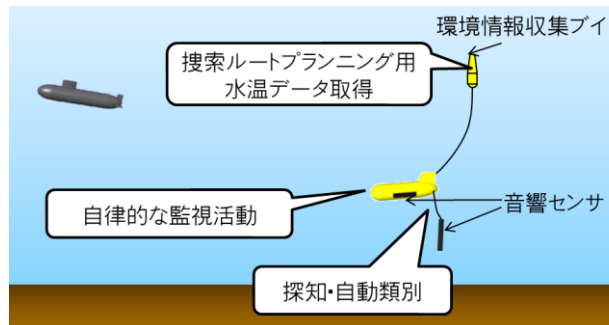 環境情報収集ブイ
捜索ルートプランニング用
水温データ取得
自律的な監視活動
音響センサ
探知・自動類別